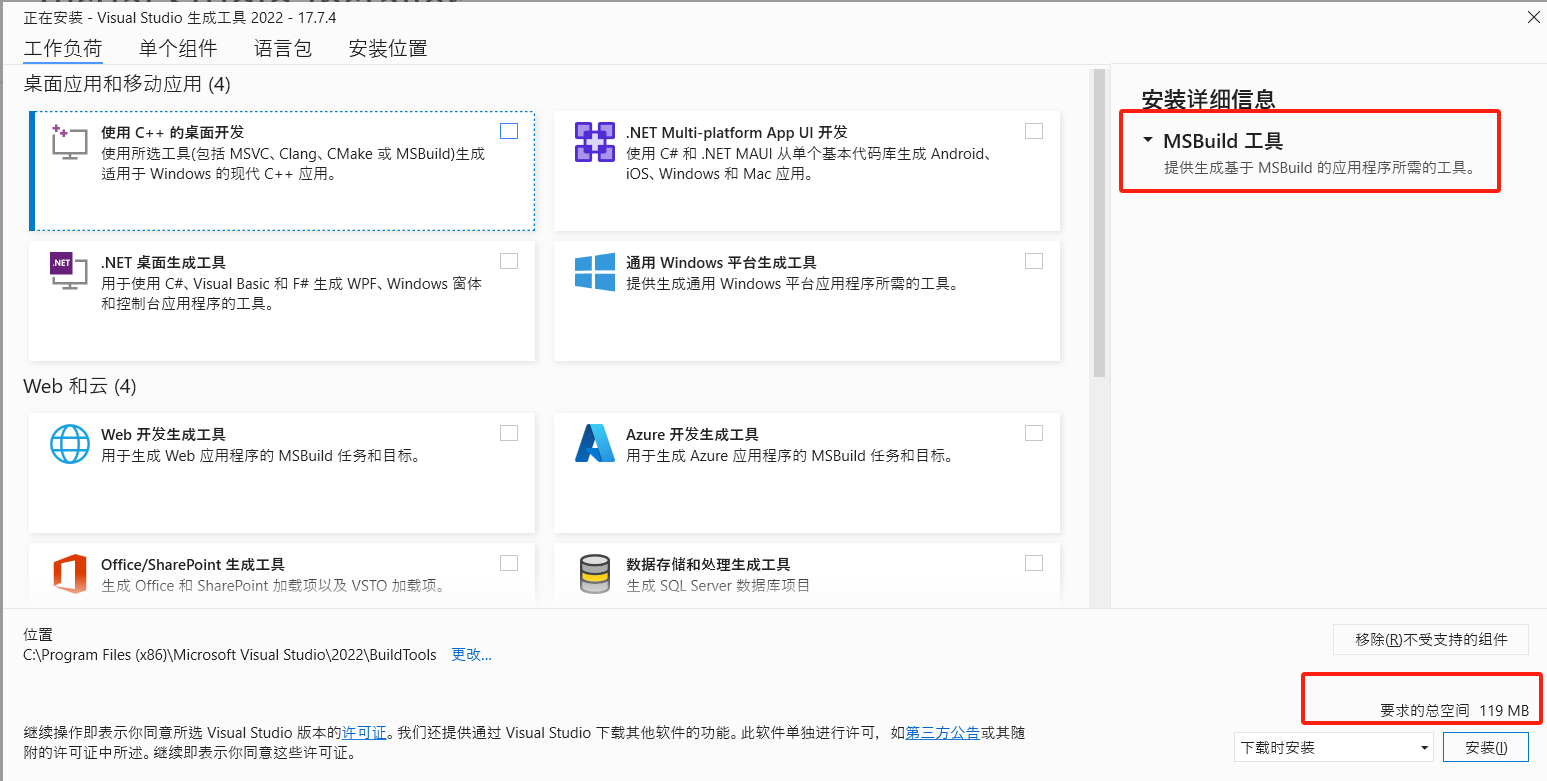 正在安装 - Visual Studio 生成工具 2022 - 17.7.4
工作负荷 单个组件 语言包 安装位置
桌面应用和移动应用 (4)
使用 C++ 的桌面开发
使用所选工具(包括 MSVC、Clang、CMake 或 MSBuild)生成
适用于 Windows 的现代 C++ 应用。
.NET Multi-platform App UI 开发
使用 C# 和 .NET MAUI 从单个基本代码库生成 Android、
iOS、Windows 和 Mac 应用。
.NET
.NET 桌面生成工具
用于使用 C#、Visual Basic 和 F# 生成 WPF、Windows 窗体
和控制台应用程序的工具。
通用 Windows 平台生成工具
提供生成通用 Windows 平台应用程序所需的工具。
Web 和云 (4)
Web 开发生成工具
用于生成 Web 应用程序的 MSBuild 任务和目标。
Azure 开发生成工具
用于生成 Azure 应用程序的 MSBuild 任务和目标。
Office/SharePoint 生成工具
生成 Office 和 SharePoint 加载项以及 VSTO 加载项。
数据存储和处理生成工具
生成 SQL Server 数据库项目
安装详细信息
MSBuild 工具
提供生成基于 MSBuild 的应用程序所需的工具。
位置
C:\Program Files (x86)\Microsoft Visual Studio\2022\BuildTools 更改...
移除(R)不受支持的组件
要求的总空间 119 MB
继续操作即表示你同意所选 Visual Studio 版本的许可证。我们还提供通过 Visual Studio 下载其他软件的功能。此软件单独进行许可，如第三方公告或其随
附的许可证中所述。继续即表示你同意这些许可证。
下载时安装
安装(I)